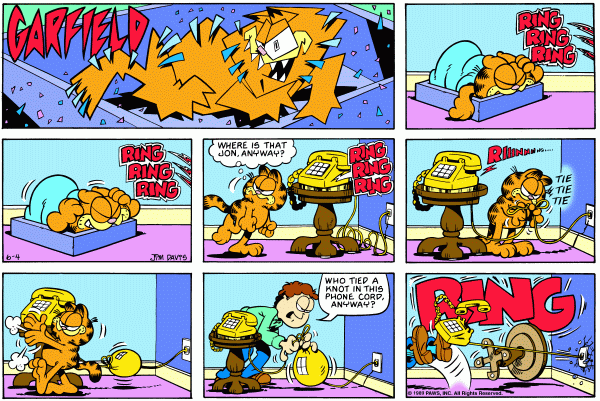 GARFIELD
RING
RING
RING
RING
RING
RING
6-4
JIM DAVIS
WHERE IS THAT
JON, ANYWAY?
RING
RING
RING
RIIINNNNNG....
TIE
TIE
TIE
WHO TIED A
KNOT IN THIS
PHONE CORD,
ANYWAY?
RING
© 1989 PAWS, INC. All Rights Reserved.